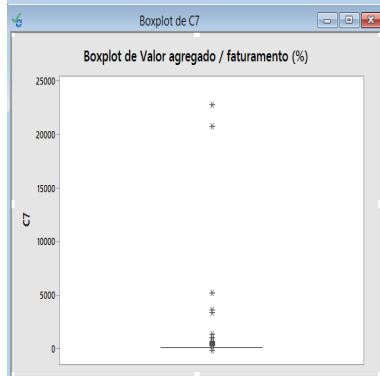 Boxplot de C7
Boxplot de Valor agregado / faturamento (%)
25000
20000
15000
10000
5000
0
C7